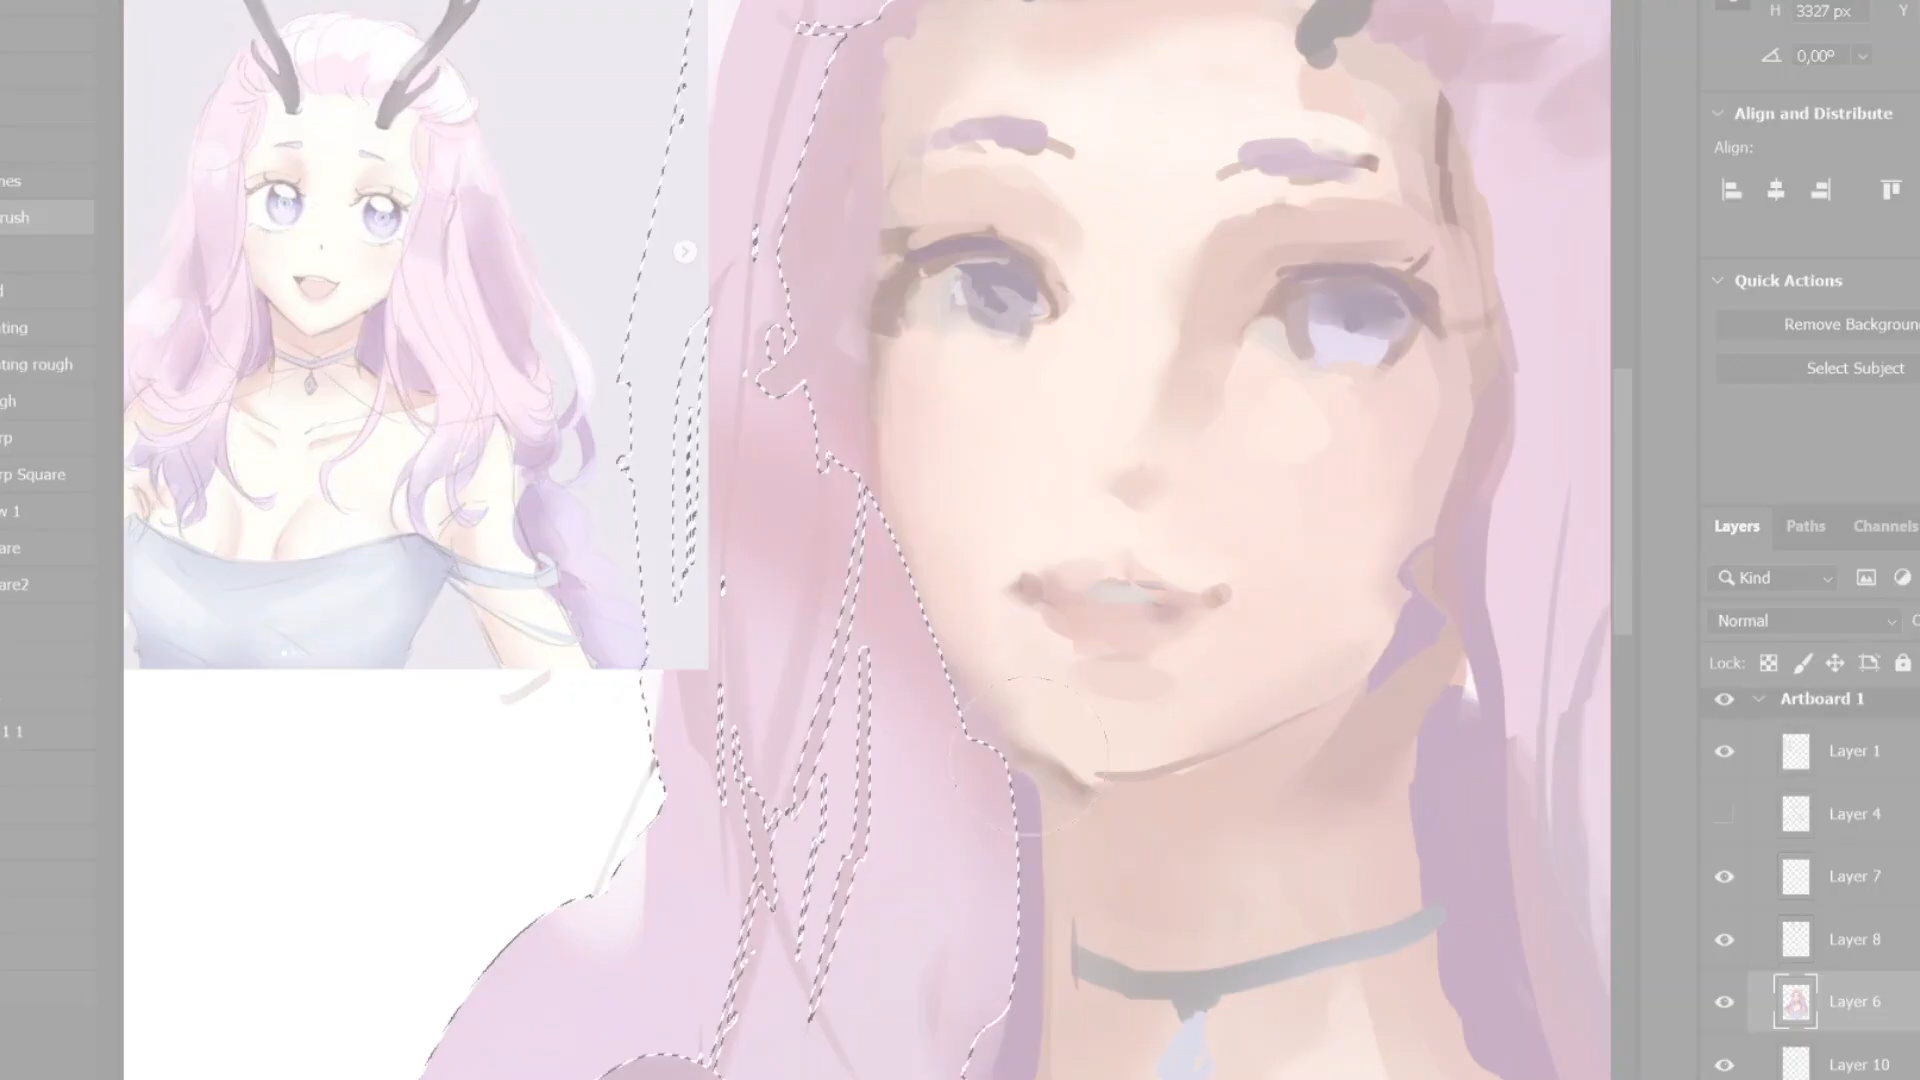 nes
rush
d
ting
ting rough
gh
rp
rp Square
w 1
are
are2
1 1
H 3327 px Y
0,00º
Align and Distribute
Align:
Quick Actions
Remove Backgroun
Select Subject
Layers Paths Channels
Kind
Normal
Lock:
Artboard 1
Layer 1
Layer 4
Layer 7
Layer 8
Layer 6
Layer 10